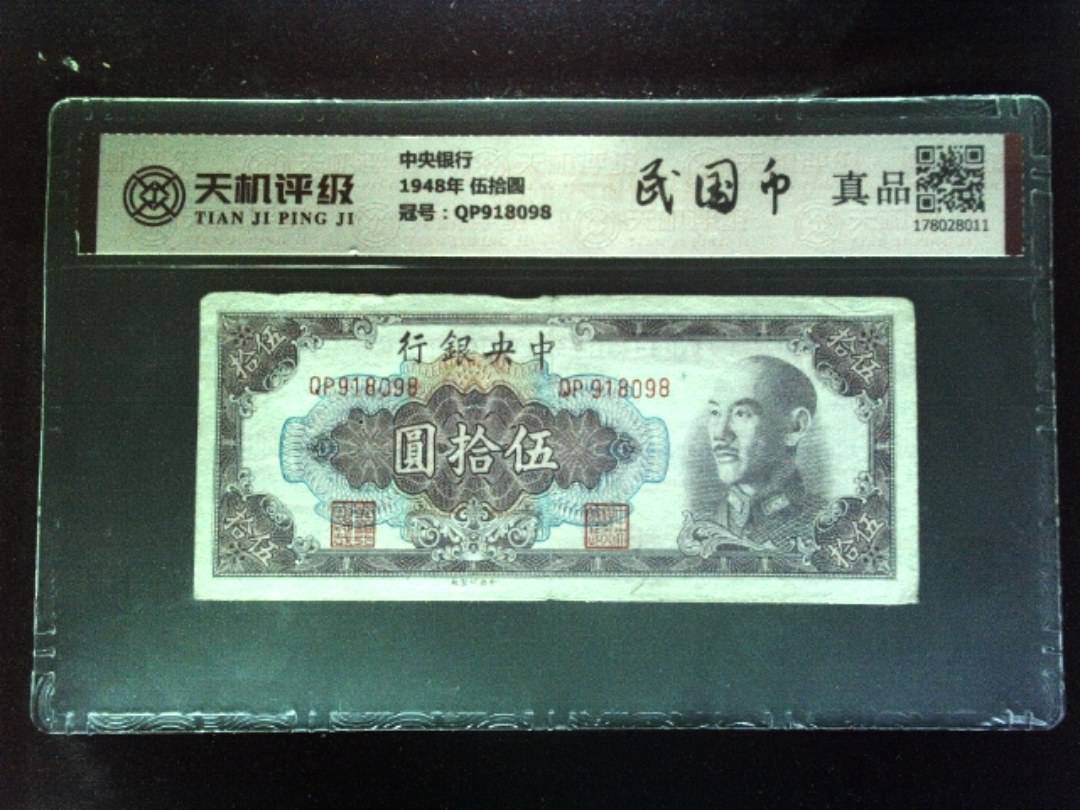 天机评级
TIAN JI PING JI
中央银行
1948年 伍拾圆
冠号：QP918098
民国币
真品
178028011
行銀央中
QP918098 QP918098
圓拾伍
拾伍
拾伍
拾伍
拾伍